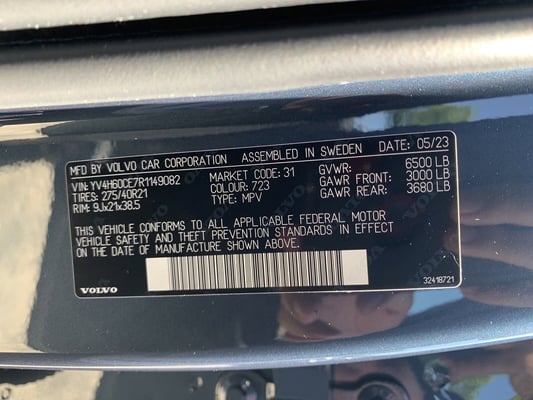 MFD BY VOLVO CAR CORPORATION ASSEMBLED IN SWEDEN DATE: 05/23
VIN: YV4H60CE7R1149082 MARKET CODE: 31 GVWR: 6500 LB
TIRES: 275/40R21 COLOUR: 723 GAWR FRONT: 3000 LB
RIM: 9Jx21x38.5 TYPE: MPV GAWR REAR: 3680 LB
THIS VEHICLE CONFORMS TO ALL APPLICABLE FEDERAL MOTOR
VEHICLE SAFETY AND THEFT PREVENTION STANDARDS IN EFFECT
ON THE DATE OF MANUFACTURE SHOWN ABOVE.
VOLVO 32418721